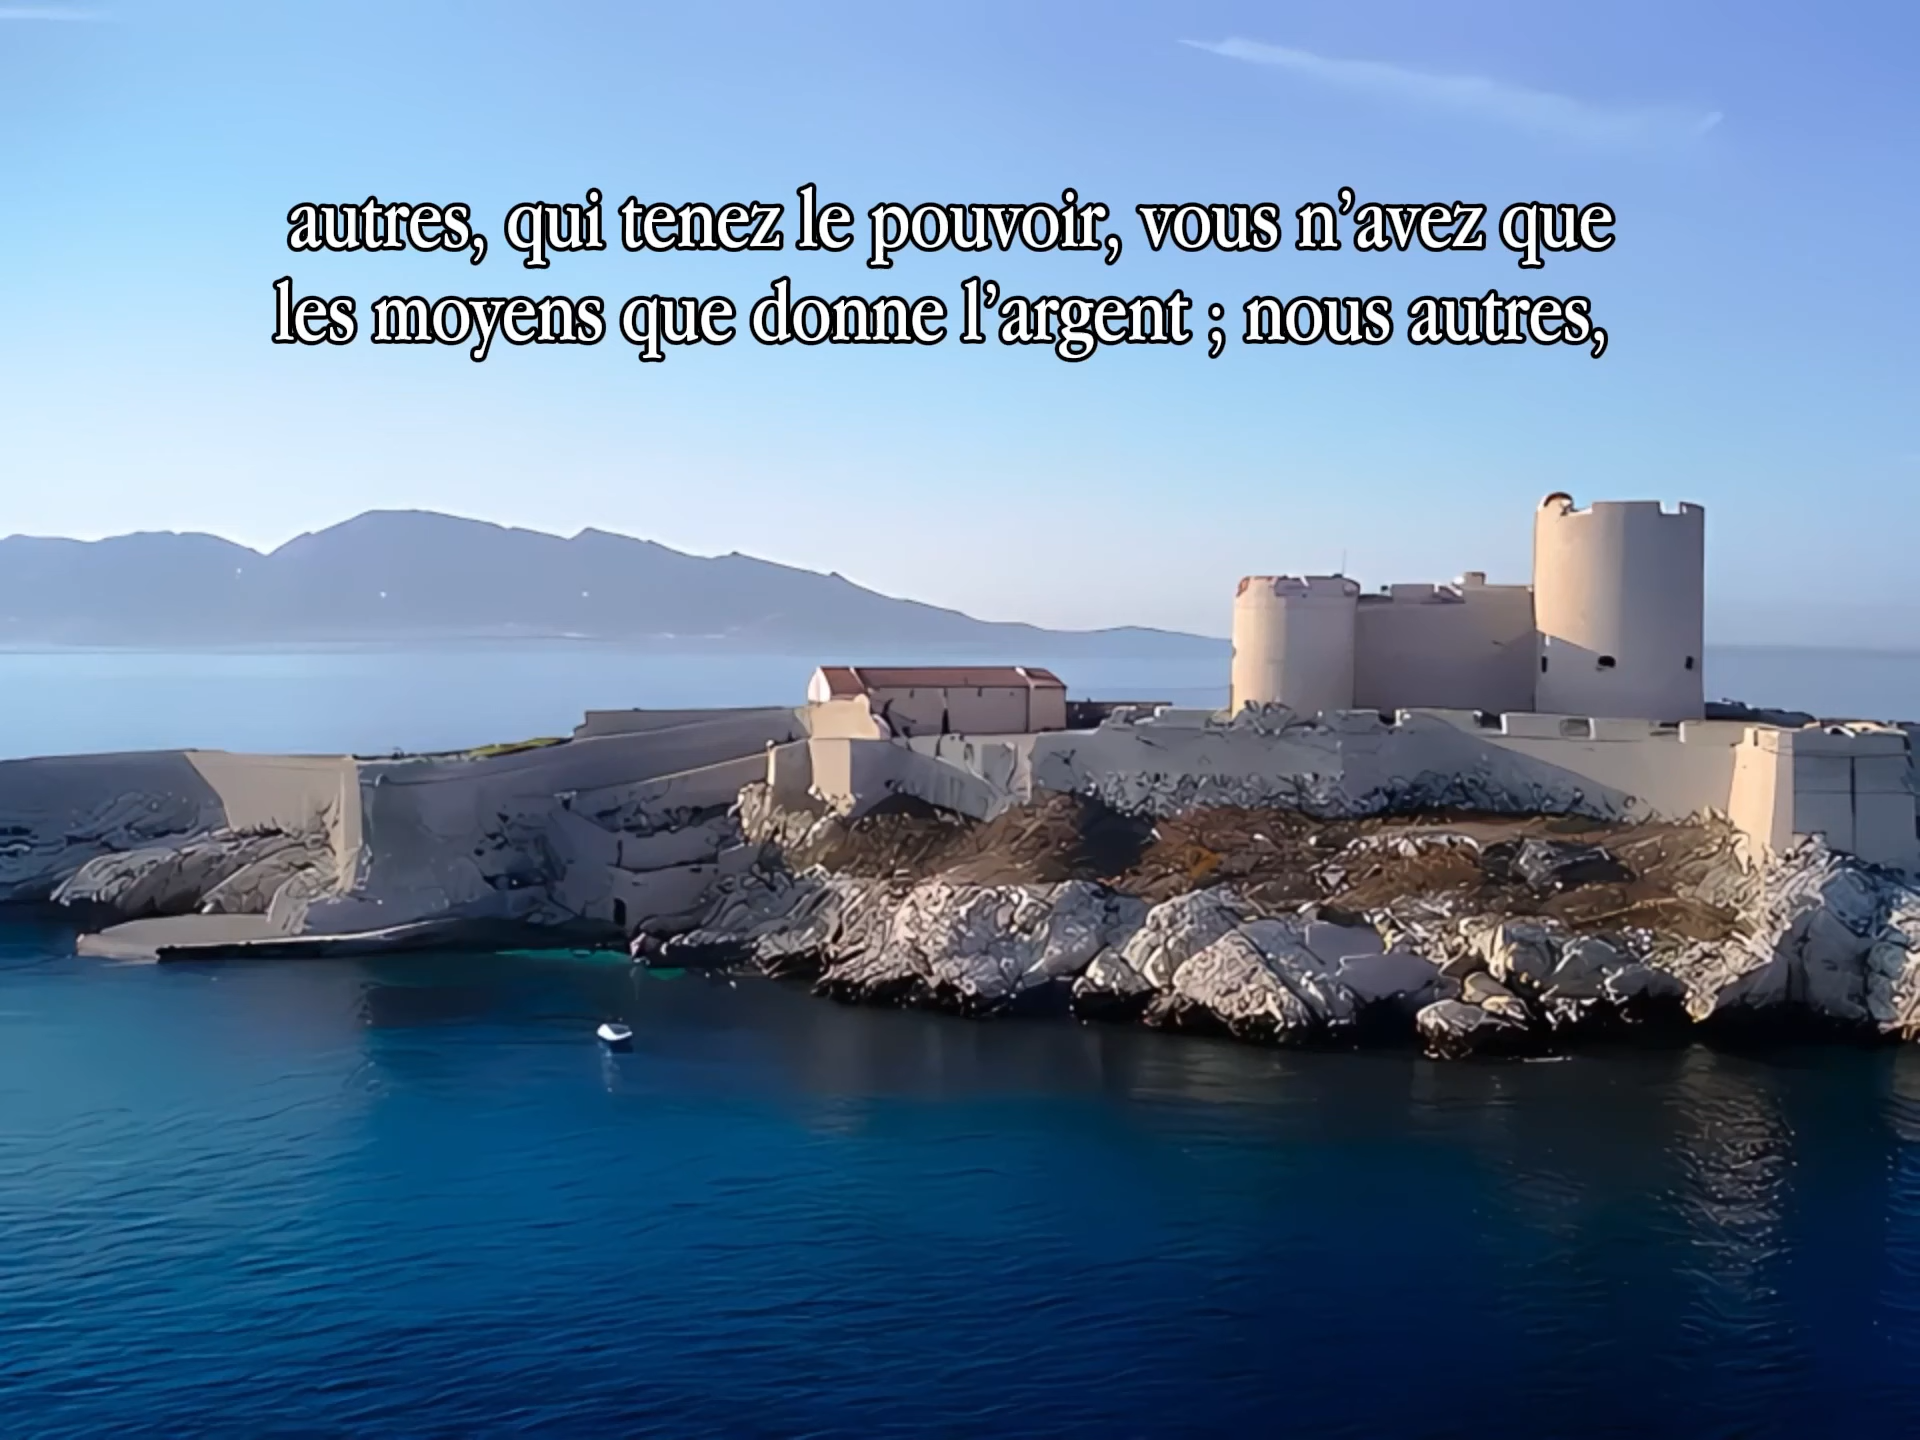 autres, qui tenez le pouvoir, vous n’avez que
les moyens que donne l’argent ; nous autres,